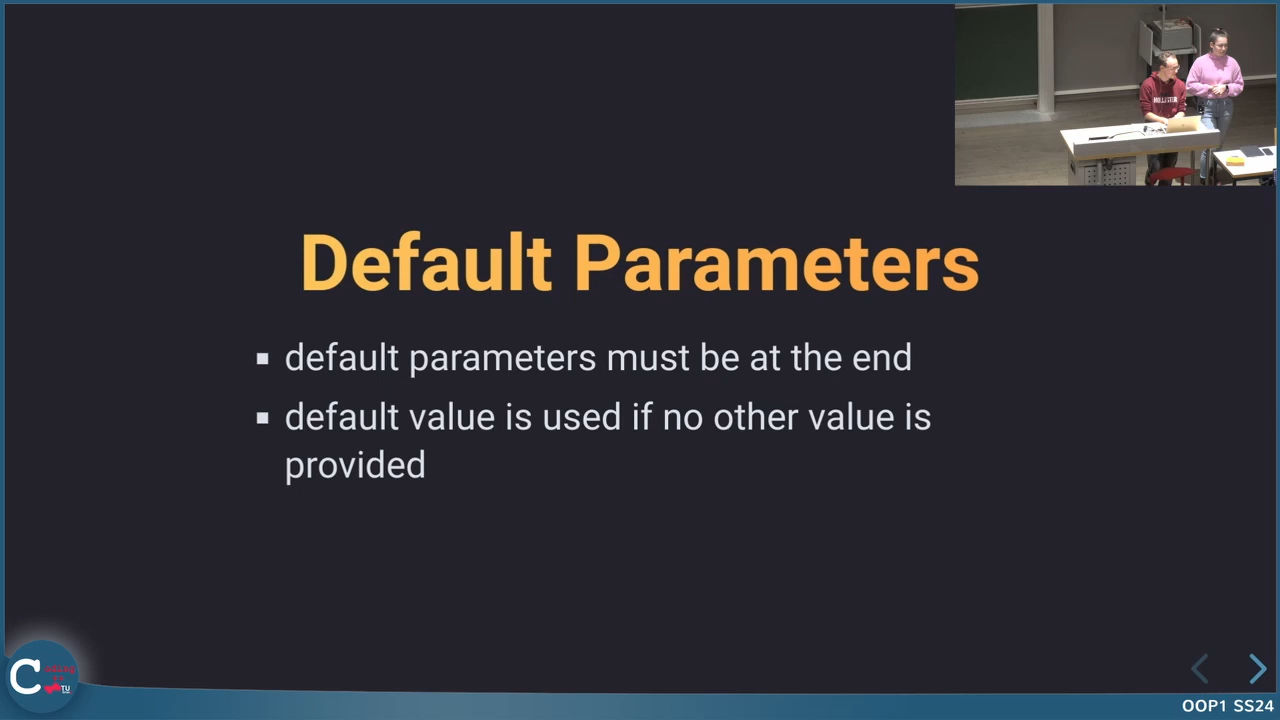 Default Parameters
default parameters must be at the end
default value is used if no other value is
provided
C
TU
OOP1 SS24